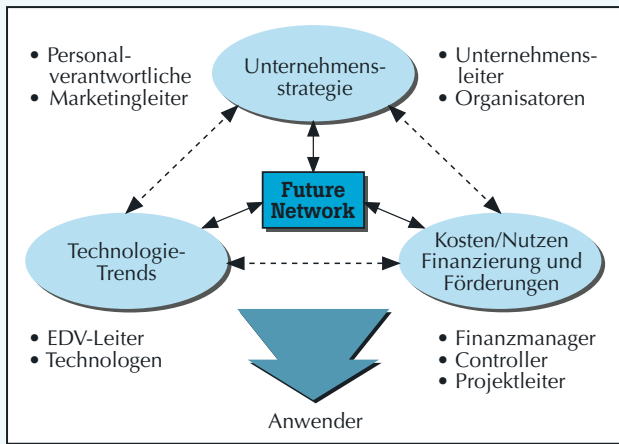 • Personal-
verantwortliche
• Marketingleiter
Unternehmens-
strategie
• Unternehmens-
leiter
• Organisatoren
Future
Network
Technologie-
Trends
Kosten/Nutzen
Finanzierung und
Förderungen
• EDV-Leiter
• Technologen
• Finanzmanager
• Controller
• Projektleiter
Anwender